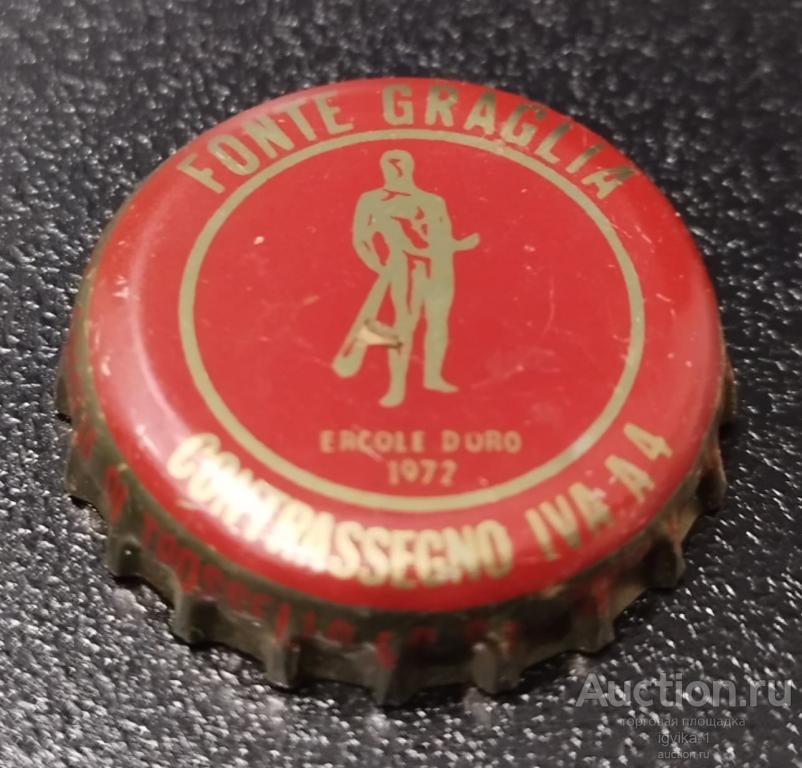 FONTE GRAGLIA
ERCOLE D'ORO
1972
CONTRASSEGNO IVA A4
Auction.ru
торговая площадка
igvika-1
auction.ru